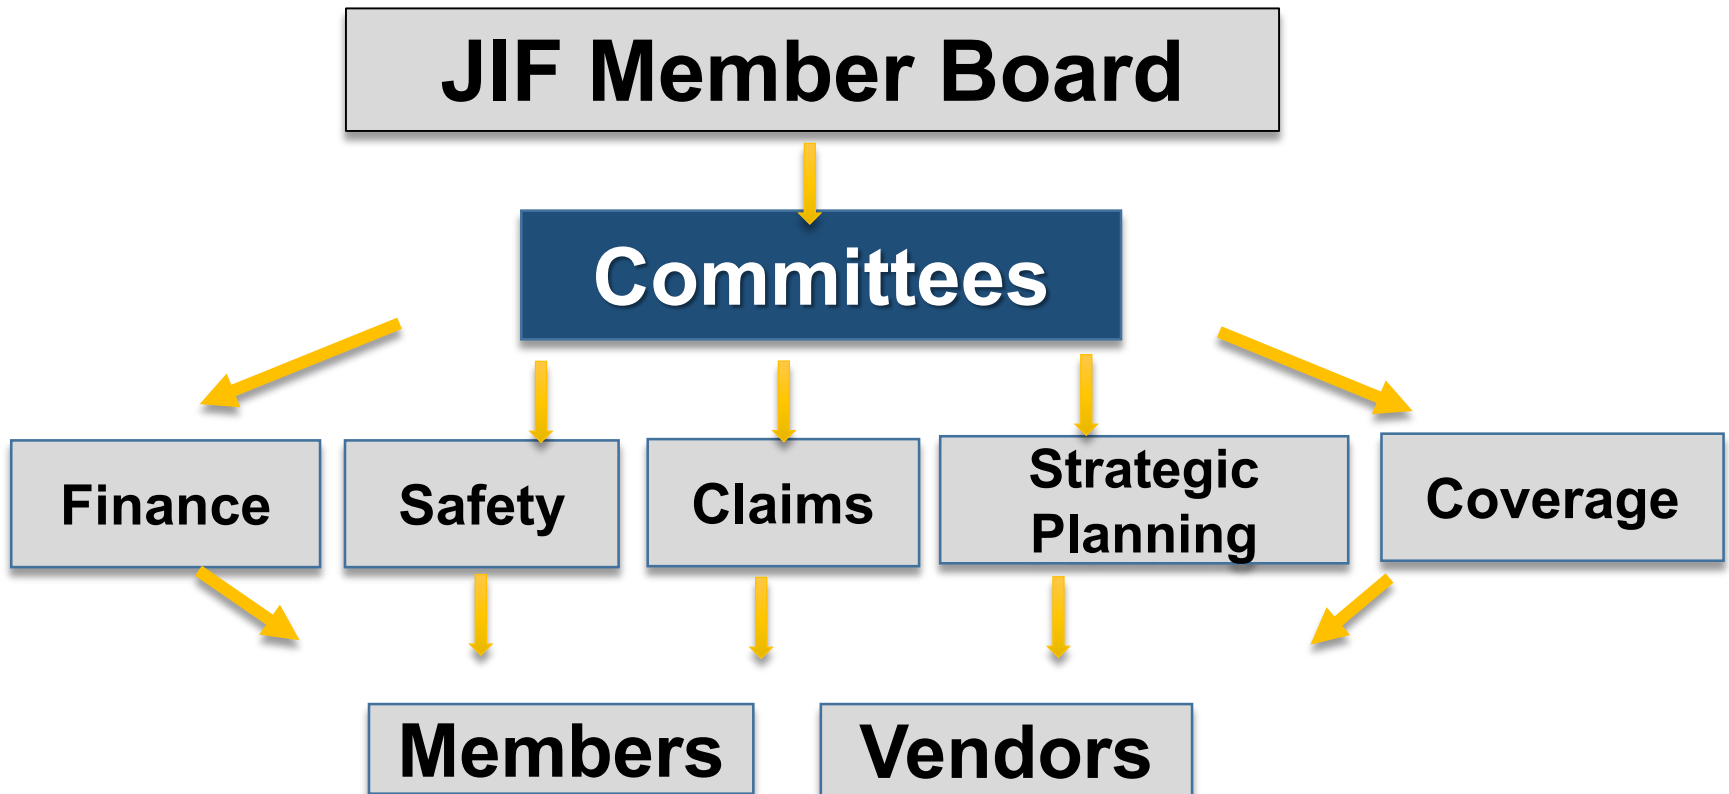 JIF Member Board
Committees
Finance
Safety
Claims
Strategic
Planning
Coverage
Members
Vendors